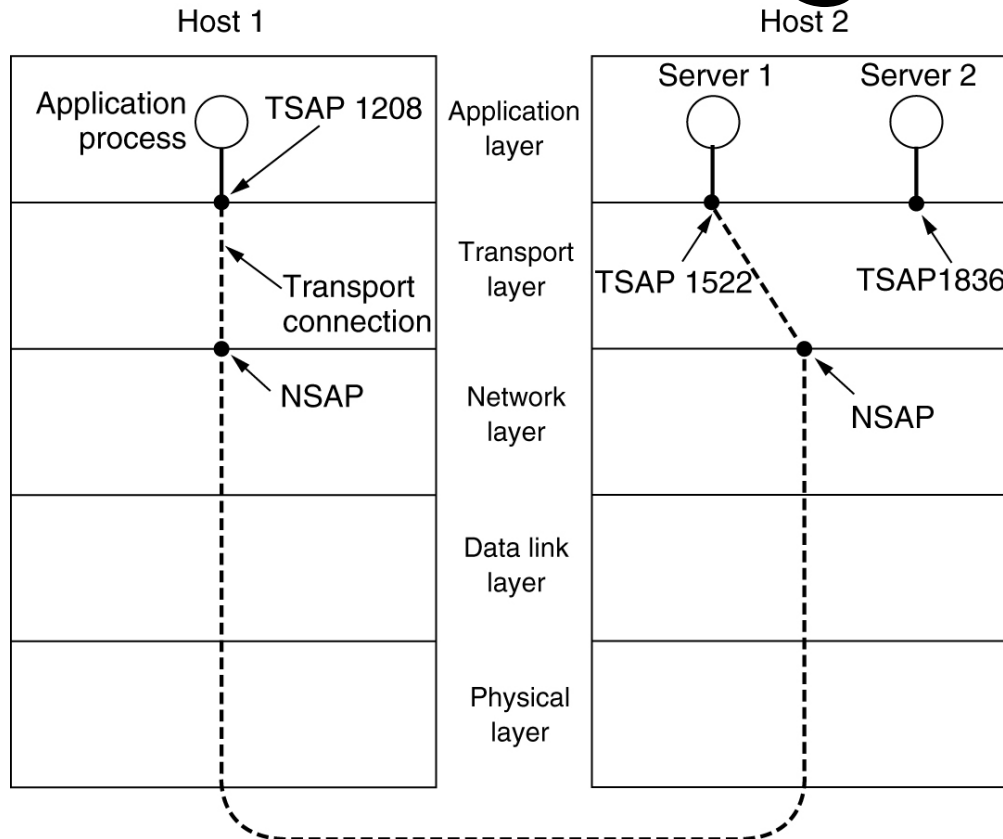 Host 1
Host 2
Application
process
TSAP 1208
Application
layer
Server 1
Server 2
Transport
connection
Transport
layer
TSAP 1522
TSAP1836
NSAP
Network
layer
NSAP
Data link
layer
Physical
layer